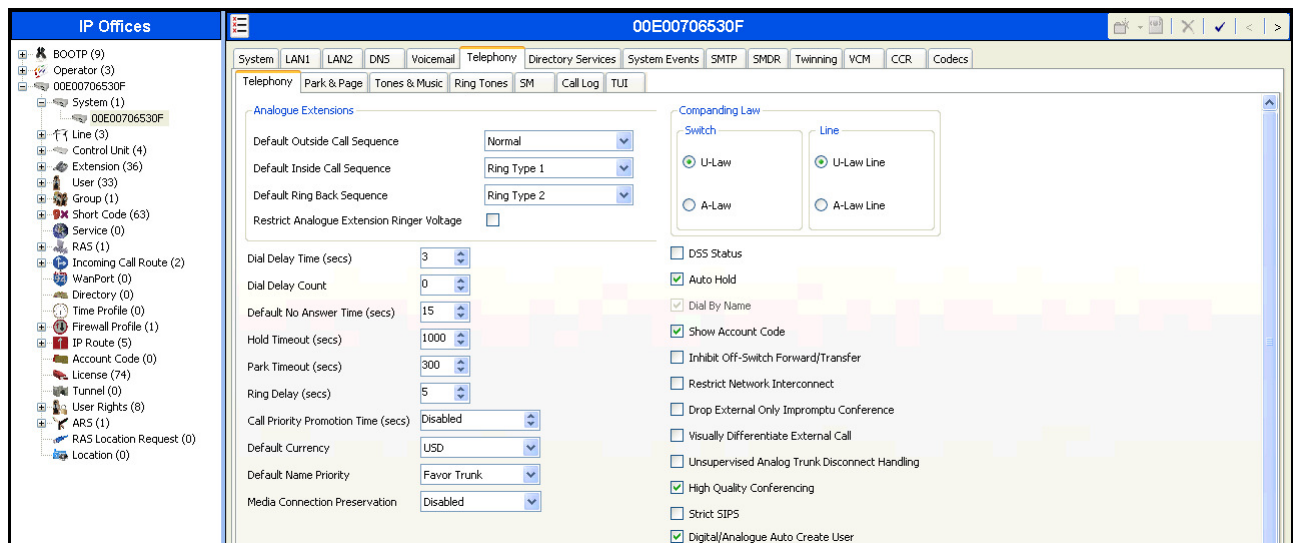 IP Offices
BOOTP (9)
Operator (3)
00E00706530F
System (1)
00E00706530F
Line (3)
Control Unit (4)
Extension (36)
User (33)
Group (1)
Short Code (63)
Service (0)
RAS (1)
Incoming Call Route (2)
WanPort (0)
Directory (0)
Time Profile (0)
Firewall Profile (1)
IP Route (5)
Account Code (0)
License (74)
Tunnel (0)
User Rights (8)
ARS (1)
RAS Location Request (0)
Location (0)
00E00706530F
System LAN1 LAN2 DNS Voicemail Telephony Directory Services System Events SMTP SMDR Twinning VCM CCR Codecs
Telephony Park & Page Tones & Music Ring Tones SM Call Log TUI
Analogue Extensions
Default Outside Call Sequence Normal
Default Inside Call Sequence Ring Type 1
Default Ring Back Sequence Ring Type 2
Restrict Analogue Extension Ringer Voltage
Dial Delay Time (secs) 3
Dial Delay Count 0
Default No Answer Time (secs) 15
Hold Timeout (secs) 1000
Park Timeout (secs) 300
Ring Delay (secs) 5
Call Priority Promotion Time (secs) Disabled
Default Currency USD
Default Name Priority Favor Trunk
Media Connection Preservation Disabled
Companding Law
Switch Line
U-Law U-Law Line
A-Law A-Law Line
DSS Status
Auto Hold
Dial By Name
Show Account Code
Inhibit Off-Switch Forward/Transfer
Restrict Network Interconnect
Drop External Only Impromptu Conference
Visually Differentiate External Call
Unsupervised Analog Trunk Disconnect Handling
High Quality Conferencing
Strict SIPS
Digital/Analogue Auto Create User